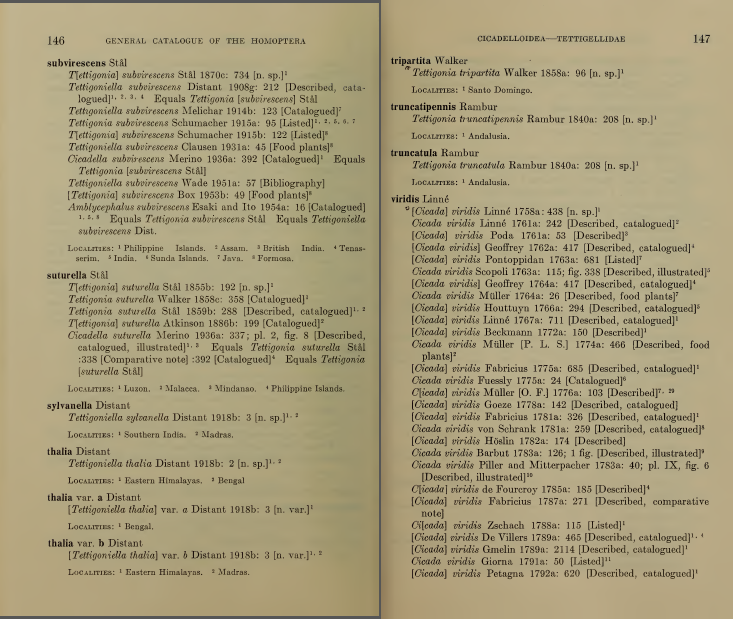 146 GENERAL CATALOGUE OF THE HOMOPTERA
subvirescens Stål
T[ettigonia] subvirescens Stål 1870c: 734 [n. sp.]¹
Tettigoniella subvirescens Distant 1908g: 212 [Described, cata-
logued]¹, ², ³, ⁴ Equals Tettigonia [subvirescens] Stål
Tettigoniella subvirescens Melichar 1914b: 123 [Catalogued]⁷
Tettigonia subvirescens Schumacher 1915a: 95 [Listed]¹, ², ⁵, ⁶, ⁷
T[ettigonia] subvirescens Schumacher 1915b: 122 [Listed]⁸
Tettigonia subvirescens Clausen 1931a: 45 [Food plants]⁸
Cicadella subvirescens Merino 1936a: 392 [Catalogued]¹ Equals
Tettigonia [subvirescens Stål]
Tettigoniella subvirescens Wade 1951a: 57 [Bibliography]
[Tettigonia] subvirescens Box 1953b: 49 [Food plants]⁸
Amblycephalus subvirescens Esaki and Ito 1954a: 16 [Catalogued]
¹, ⁵, ⁸ Equals Tettigonia subvirescens Stål Equals Tettigoniella
subvirescens Dist.
LOCALITIES: ¹ Philippine Islands. ² Assam. ³ British India. ⁴ Tenas-
serim. ⁵ India. ⁶ Sunda Islands. ⁷ Java. ⁸ Formosa.
suturella Stål
T[ettigonia] suturella Stål 1855b: 192 [n. sp.]²
Tettigonia suturella Walker 1858c: 358 [Catalogued]²
Tettigonia suturella Stål 1859b: 288 [Described, catalogued]¹, ²
T[ettigonia] suturella Atkinson 1886b: 199 [Catalogued]²
Cicadella suturella Merino 1936a: 337; pl. 2, fig. 8 [Described,
catalogued, illustrated]¹, ³ Equals Tettigonia suturella Stål
:338 [Comparative note] :392 [Catalogued]⁴ Equals Tettigonia
[suturella Stål]
LOCALITIES: ¹ Luzon. ² Malacca. ³ Mindanao. ⁴ Philippine Islands.
sylvanella Distant
Tettigoniella sylvanella Distant 1918b: 3 [n. sp.]¹, ²
LOCALITIES: ¹ Southern India. ² Madras.
thalia Distant
Tettigoniella thalia Distant 1918b: 2 [n. sp.]¹, ²
LOCALITIES: ¹ Eastern Himalayas. ² Bengal
thalia var. a Distant
[Tettigoniella thalia] var. a Distant 1918b: 3 [n. var.]¹
LOCALITIES: ¹ Bengal.
thalia var. b Distant
[Tettigoniella thalia] var. b Distant 1918b: 3 [n. var.]¹, ²
LOCALITIES: ¹ Eastern Himalayas. ² Madras.
CICADELLOIDEA—TETTIGELLIDAE 147
tripartita Walker
Tettigonia tripartita Walker 1858a: 96 [n. sp.]¹
LOCALITIES: ¹ Santo Domingo.
truncatipennis Rambur
Tettigonia truncatipennis Rambur 1840a: 208 [n. sp.]¹
LOCALITIES: ¹ Andalusia.
truncatula Rambur
Tettigonia truncatula Rambur 1840a: 208 [n. sp.]¹
LOCALITIES: ¹ Andalusia.
viridis Linné
[Cicada] viridis Linné 1758a: 438 [n. sp.]¹
Cicada viridis Linné 1761a: 242 [Described, catalogued]²
[Cicada] viridis Poda 1761a: 53 [Described]³
[Cicada] viridis Geoffrey 1762a: 417 [Described, catalogued]⁴
[Cicada] viridis Pontoppidan 1763a: 681 [Listed]⁷
Cicada viridis Scopoli 1763a: 115; fig. 338 [Described, illustrated]³
[Cicada] viridis Geoffrey 1764a: 417 [Described, catalogued]⁴
Cicada viridis Müller 1764a: 26 [Described, food plants]⁷
[Cicada] viridis Houttuyn 1766a: 294 [Described, catalogued]⁵
[Cicada] viridis Linné 1767a: 711 [Described, catalogued]¹
[Cicada] viridis Beckmann 1772a: 150 [Described]¹
Cicada viridis Müller [P. L. S.] 1774a: 466 [Described, food
plants]²
[Cicada] viridis Fabricius 1775a: 685 [Described, catalogued]¹
Cicada viridis Fuessly 1775a: 24 [Catalogued]⁶
C[icada] viridis Müller [O. F.] 1776a: 103 [Described]⁷, ²⁹
[Cicada] viridis Goeze 1778a: 142 [Described, catalogued]
[Cicada] viridis Fabricius 1781a: 326 [Described, catalogued]¹
Cicada viridis von Schrank 1781a: 259 [Described, catalogued]⁸
[Cicada] viridis Höslin 1782a: 174 [Described]
Cicada viridis Barbut 1783a: 126; 1 fig. [Described, illustrated]⁹
Cicada viridis Piller and Mitterpacher 1783a: 40; pl. IX, fig. 6
[Described, illustrated]¹⁰
C[icada] viridis de Fourcroy 1785a: 185 [Described]⁴
[Cicada] viridis Fabricius 1787a: 271 [Described, comparative
note]
C[icada] viridis Zschach 1788a: 115 [Listed]¹
[Cicada] viridis De Villers 1789a: 465 [Described, catalogued]¹, ⁴
[Cicada] viridis Gmelin 1789a: 2114 [Described, catalogued]¹
Cicada viridis Giorna 1791a: 50 [Listed]¹¹
[Cicada] viridis Petagna 1792a: 620 [Described, catalogued]¹